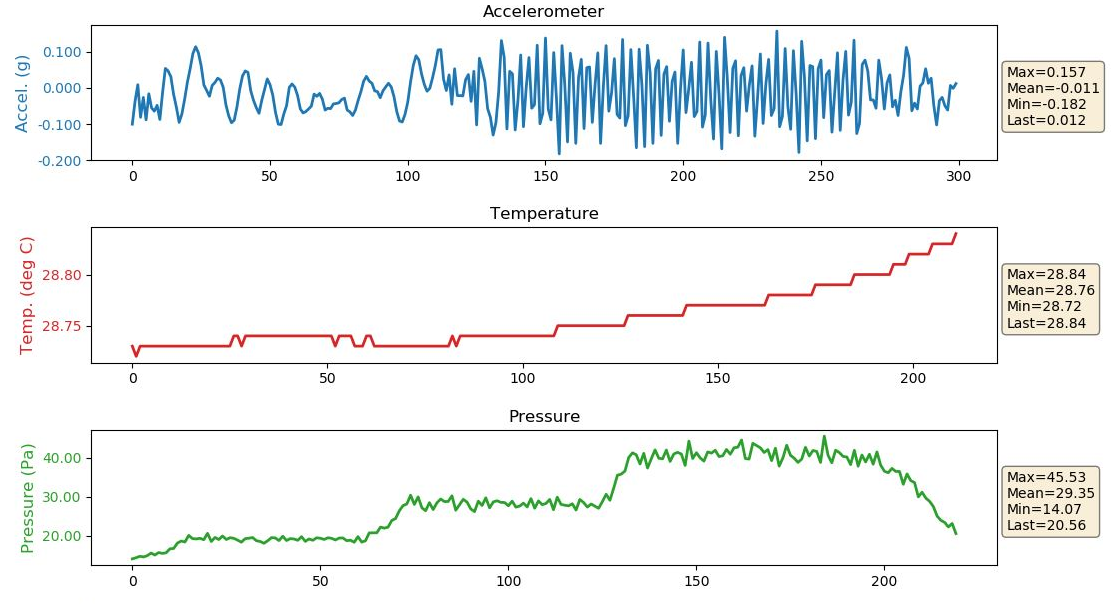 Accelerometer
Accel. (g)
0.100
0.000
-0.100
-0.200
0 50 100 150 200 250 300
Max=0.157
Mean=-0.011
Min=-0.182
Last=0.012
Temperature
Temp. (deg C)
28.80
28.75
0 50 100 150 200
Max=28.84
Mean=28.76
Min=28.72
Last=28.84
Pressure
Pressure (Pa)
40.00
30.00
20.00
0 50 100 150 200
Max=45.53
Mean=29.35
Min=14.07
Last=20.56